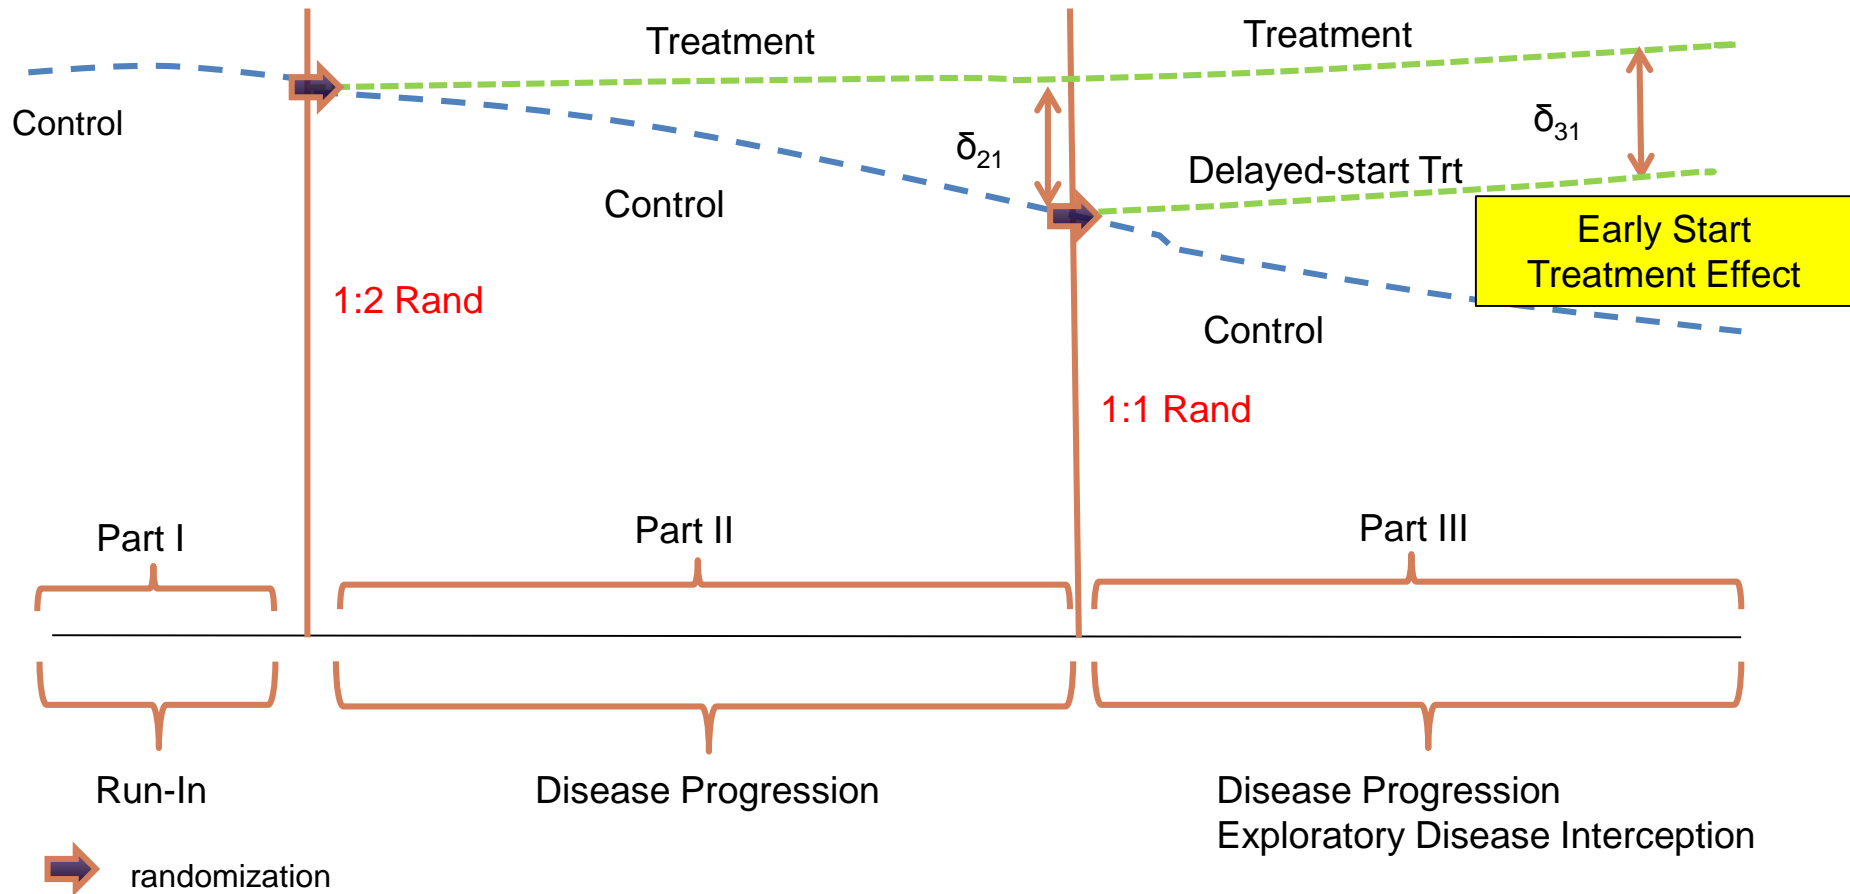 Treatment
Treatment
Control
δ21
δ31
Delayed-start Trt
Control
Early Start
Treatment Effect
1:2 Rand
Control
1:1 Rand
Part I
Part II
Part III
Run-In
Disease Progression
Disease Progression
Exploratory Disease Interception
randomization